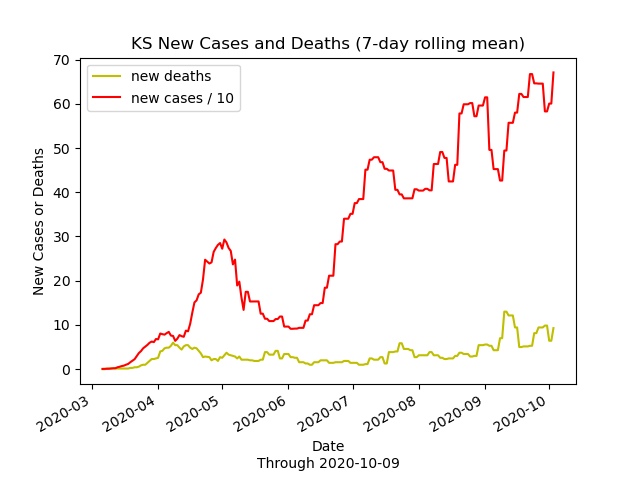 KS New Cases and Deaths (7-day rolling mean)
new deaths
new cases / 10
70
60
50
40
30
20
10
0
New Cases or Deaths
2020-03
2020-04
2020-05
2020-06
2020-07
2020-08
2020-09
2020-10
Date
Through 2020-10-09